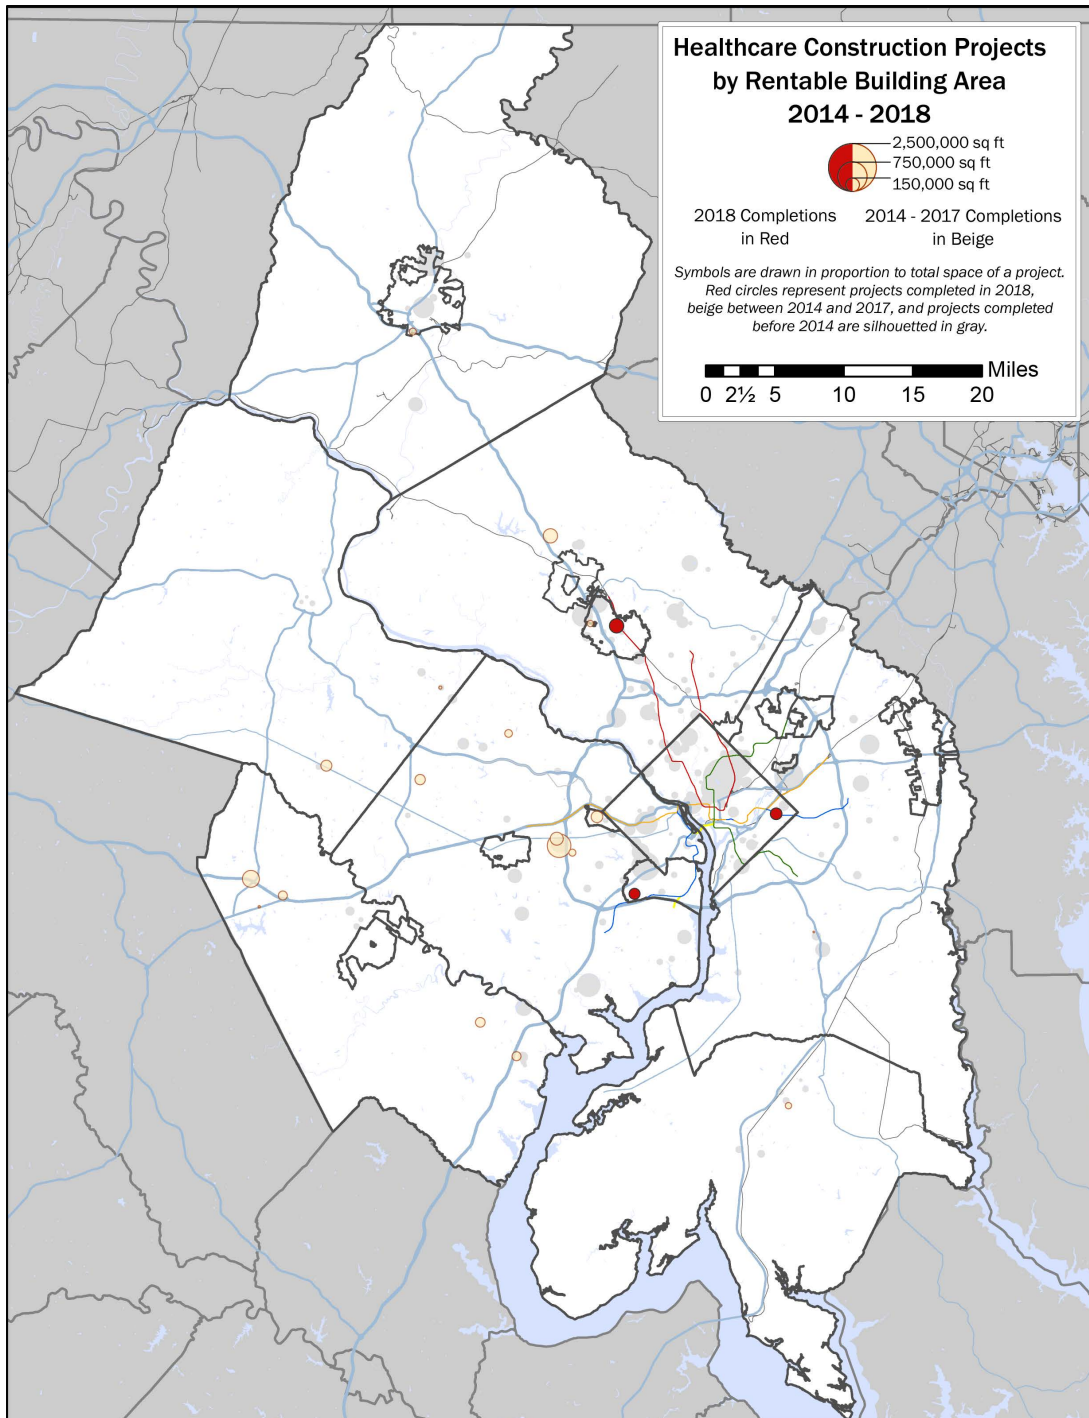 Healthcare Construction Projects
by Rentable Building Area
2014 - 2018
2,500,000 sq ft
750,000 sq ft
150,000 sq ft
2018 Completions
in Red
2014 - 2017 Completions
in Beige
Symbols are drawn in proportion to total space of a project.
Red circles represent projects completed in 2018,
beige between 2014 and 2017, and projects completed
before 2014 are silhouetted in gray.
Miles
0 2½ 5 10 15 20